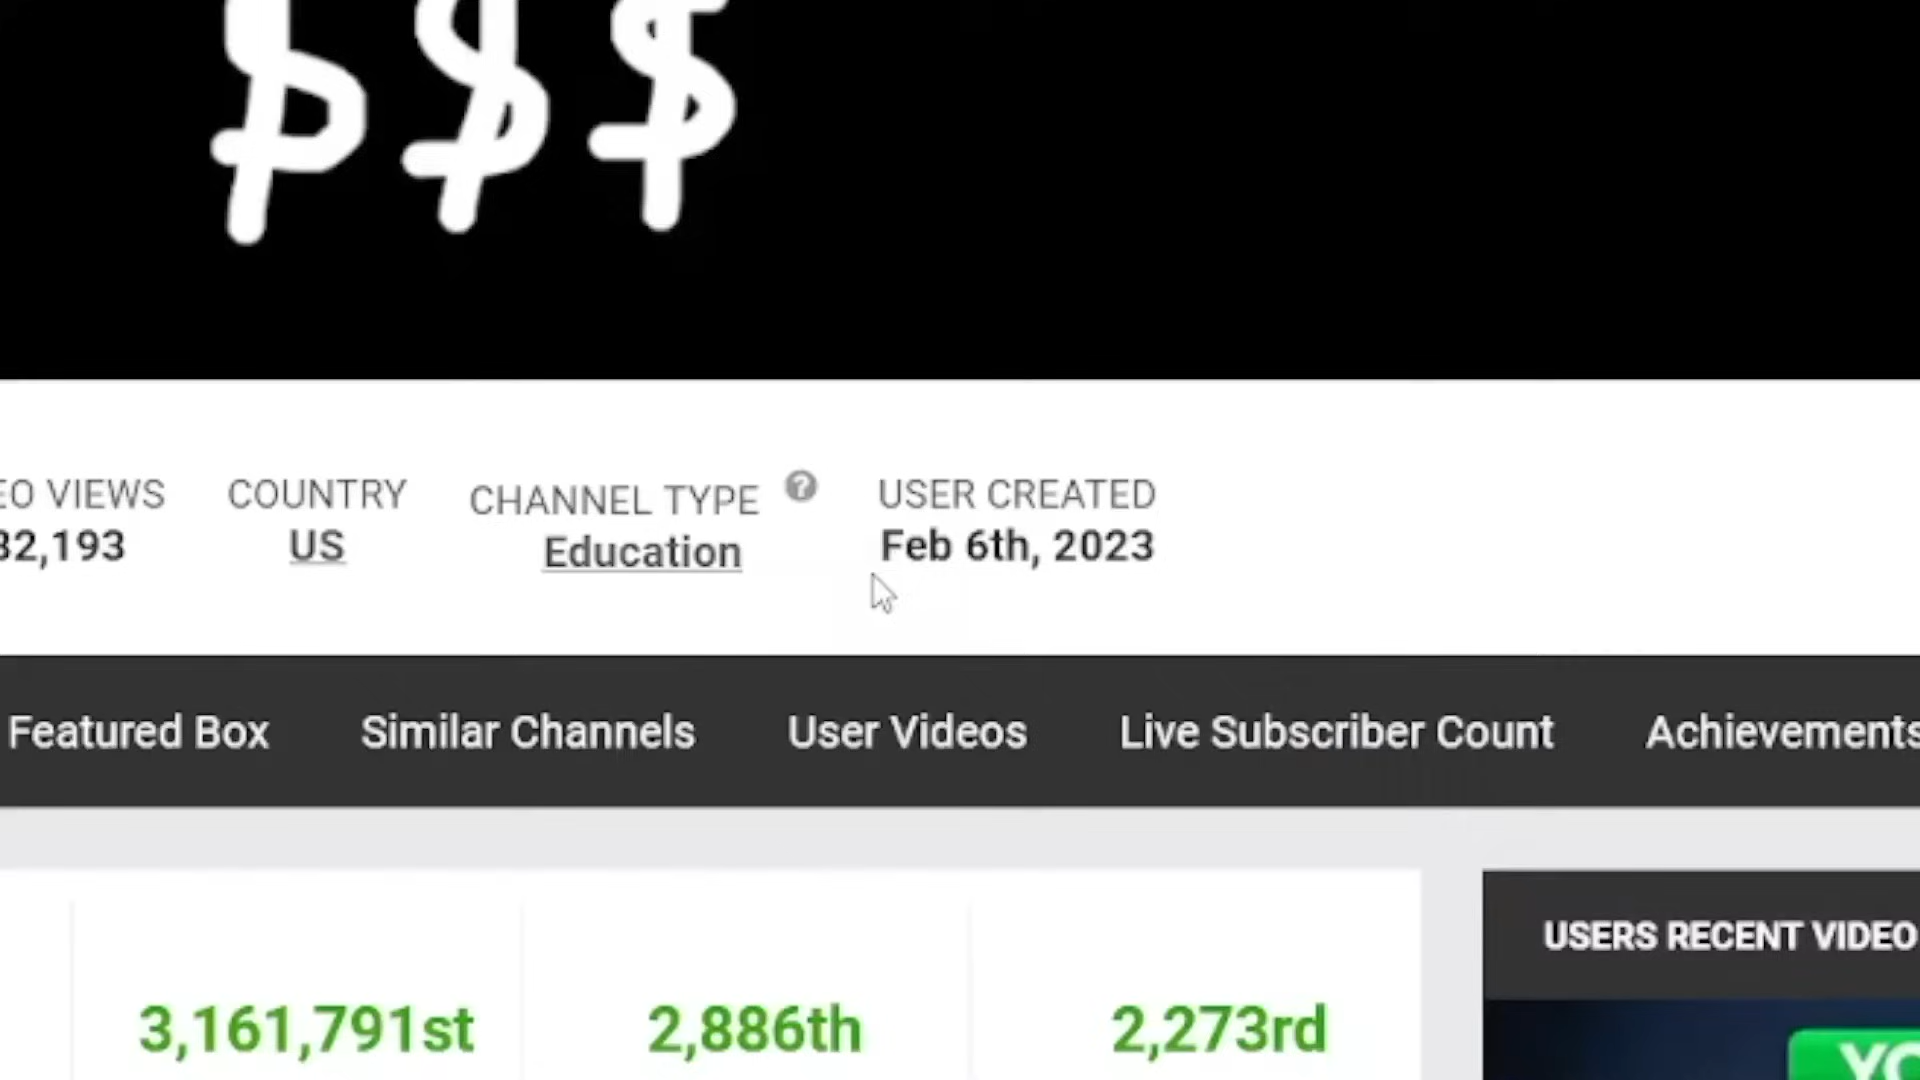 $$$
EO VIEWS COUNTRY CHANNEL TYPE ? USER CREATED
32,193 US Education Feb 6th, 2023
Featured Box Similar Channels User Videos Live Subscriber Count Achievements
USERS RECENT VIDEO
3,161,791st 2,886th 2,273rd
YO